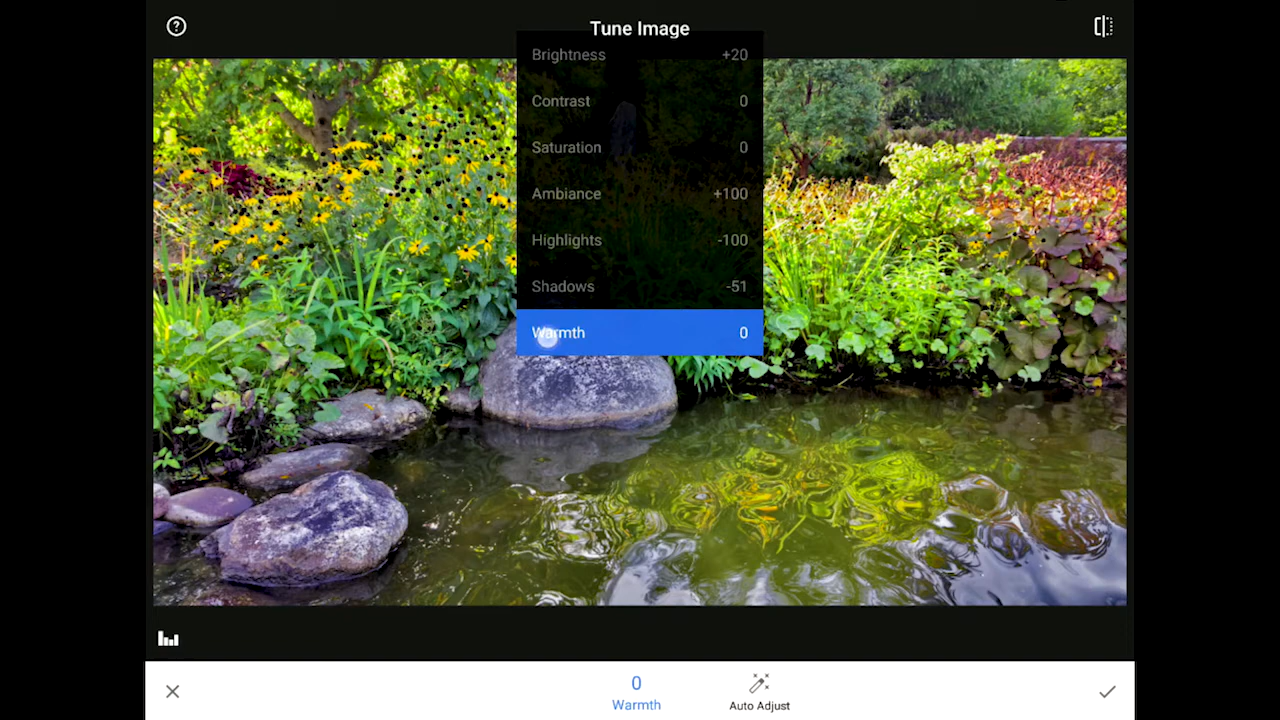 Tune Image
Brightness +20
Contrast 0
Saturation 0
Ambiance +100
Highlights -100
Shadows -51
Warmth 0
0
Warmth
Auto Adjust